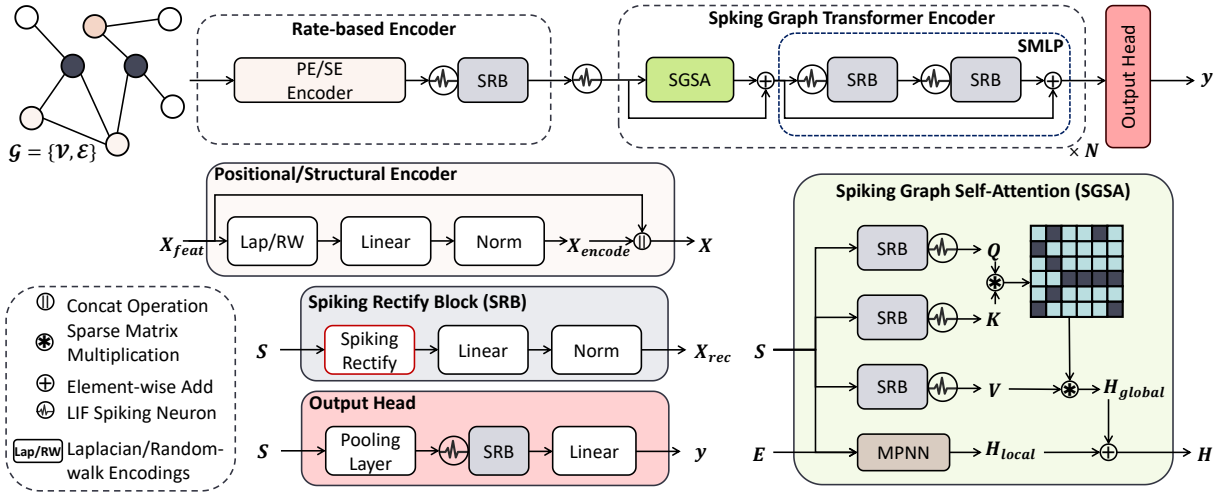 Rate-based Encoder
PE/SE
Encoder
SRB
𝓖 = {𝓥, 𝓔}
Spking Graph Transformer Encoder
SMLP
SGSA
SRB
SRB
× N
Output Head
y
Positional/Structural Encoder
X_feat
Lap/RW
Linear
Norm
X_encode
X
Concat Operation
Sparse Matrix
Multiplication
Element-wise Add
LIF Spiking Neuron
Lap/RW
Laplacian/Random-
walk Encodings
Spiking Rectify Block (SRB)
S
Spiking
Rectify
Linear
Norm
X_rec
Output Head
S
Pooling
Layer
SRB
Linear
y
Spiking Graph Self-Attention (SGSA)
SRB
Q
SRB
K
S
SRB
V
H_global
E
MPNN
H_local
H